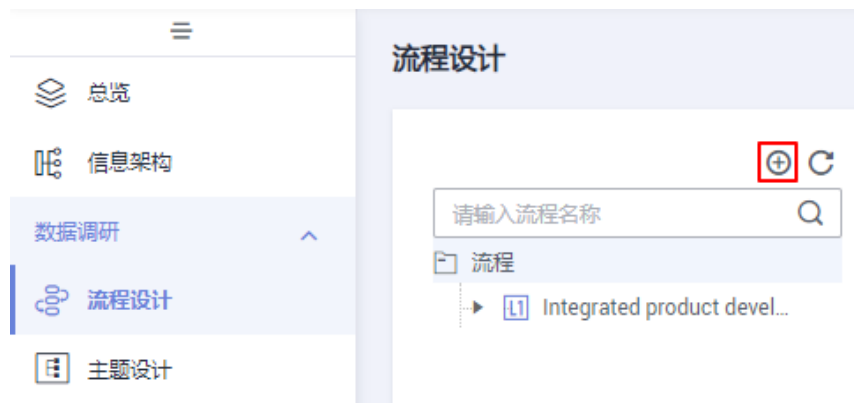 总览
信息架构
数据调研
流程设计
主题设计
流程设计
请输入流程名称
流程
L1 Integrated product devel...